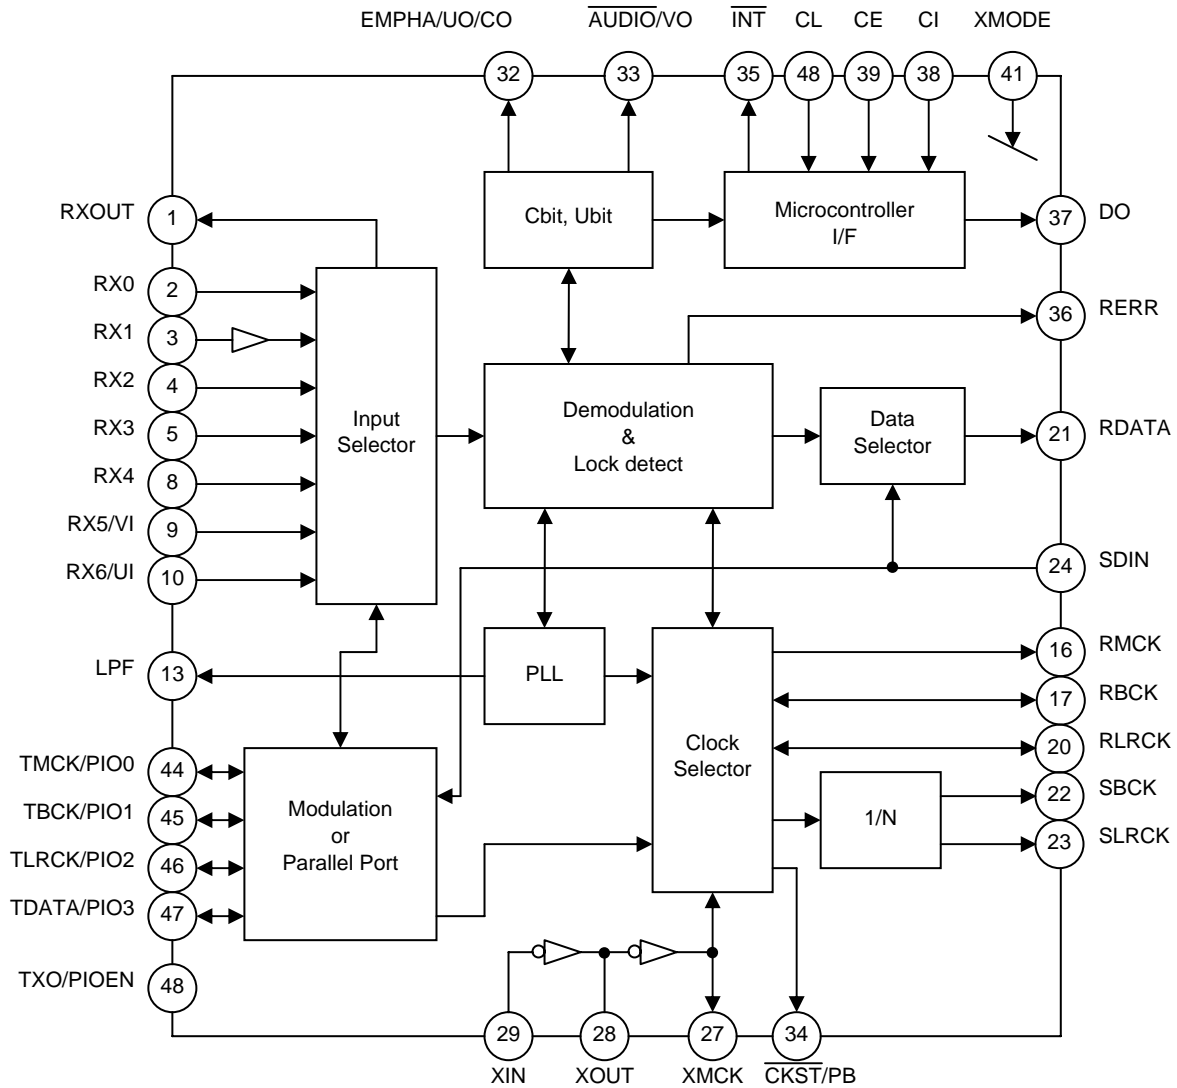 EMPHA/UO/CO AUDIO/VO INT CL CE CI XMODE
32 33 35 48 39 38 41
RXOUT 1
Cbit, Ubit
Microcontroller
I/F
37 DO
RX0 2
RX1 3
RX2 4
RX3 5
RX4 8
RX5/VI 9
RX6/UI 10
Input
Selector
36 RERR
Demodulation
&
Lock detect
Data
Selector
21 RDATA
24 SDIN
LPF 13
PLL
Clock
Selector
16 RMCK
17 RBCK
20 RLRCK
22 SBCK
23 SLRCK
1/N
TMCK/PIO0 44
TBCK/PIO1 45
TLRCK/PIO2 46
TDATA/PIO3 47
TXO/PIOEN 48
Modulation
or
Parallel Port
29 28 27 34
XIN XOUT XMCK CKST/PB